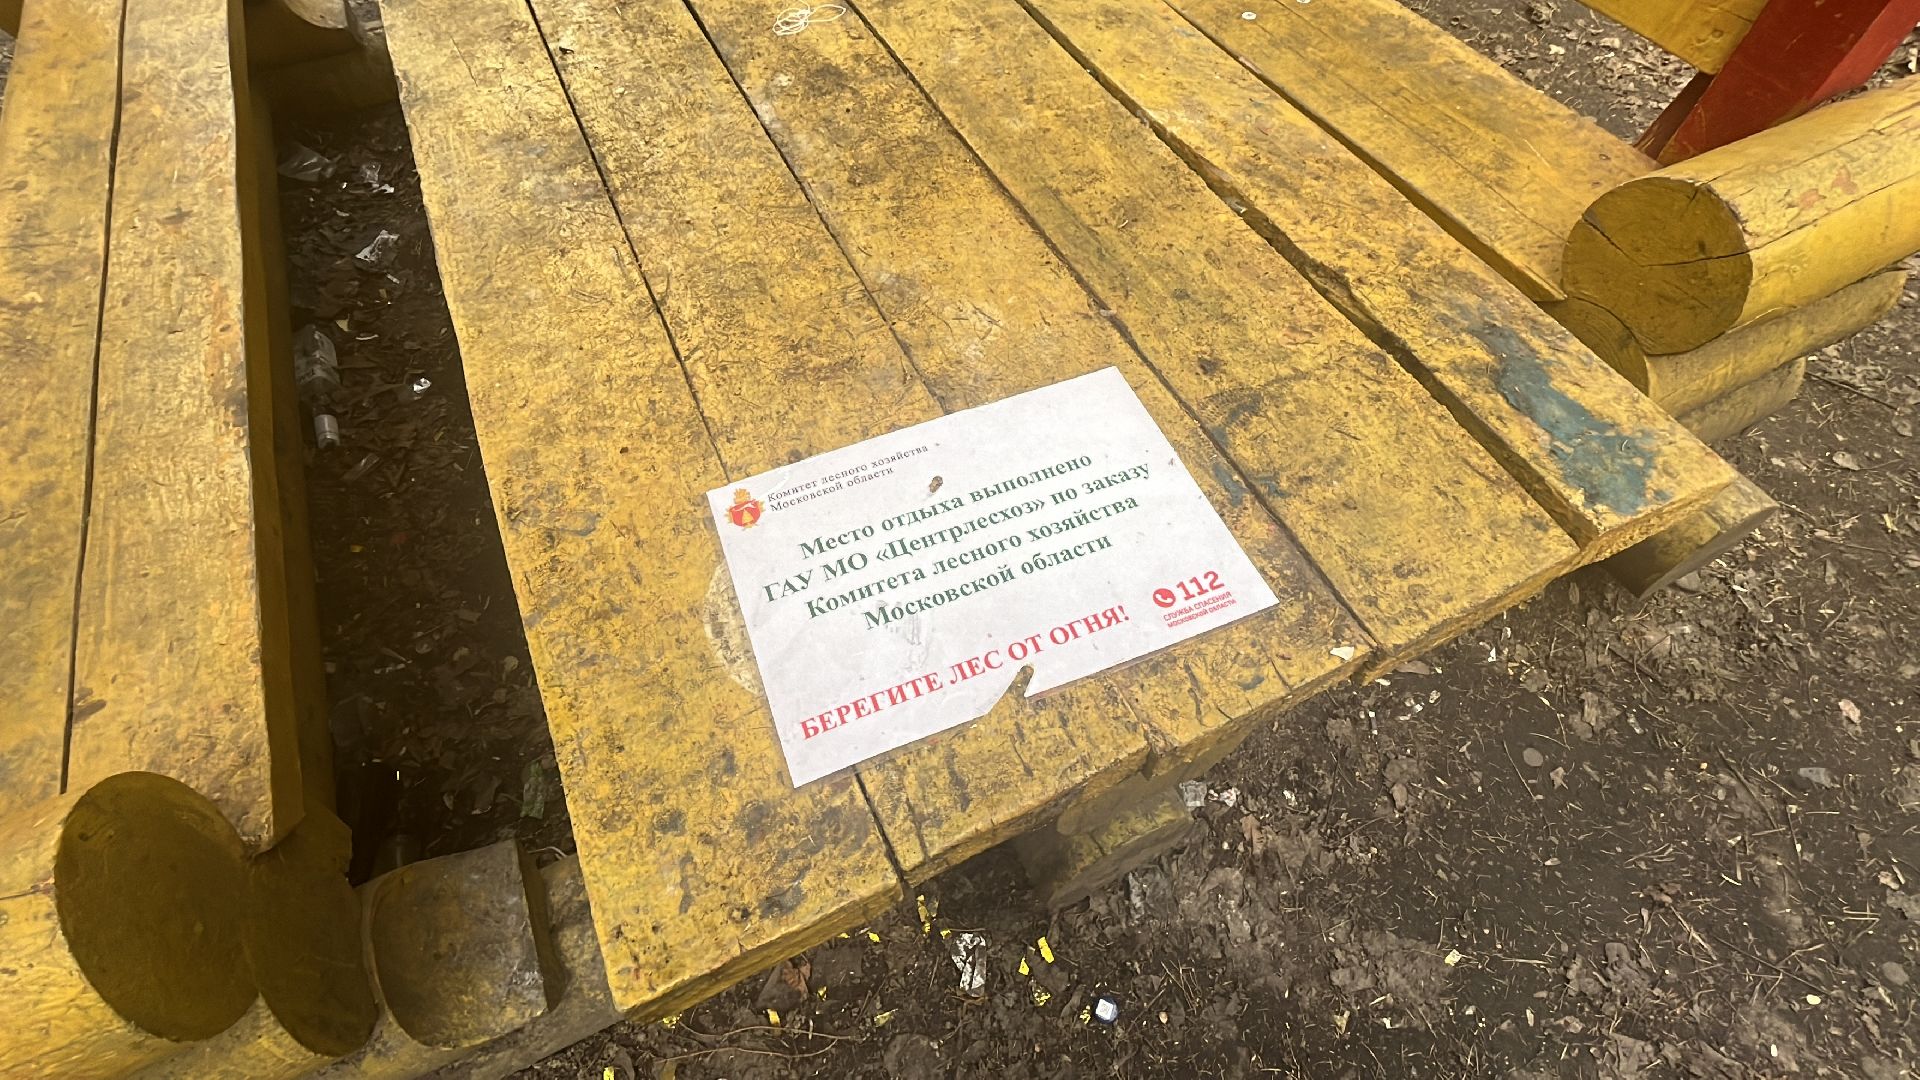 Комитет лесного хозяйства
Московской области
Место отдыха выполнено
ГАУ МО «Центрлесхоз» по заказу
Комитета лесного хозяйства
Московской области
112
СЛУЖБА СПАСЕНИЯ
МОСКОВСКОЙ ОБЛАСТИ
БЕРЕГИТЕ ЛЕС ОТ ОГНЯ!